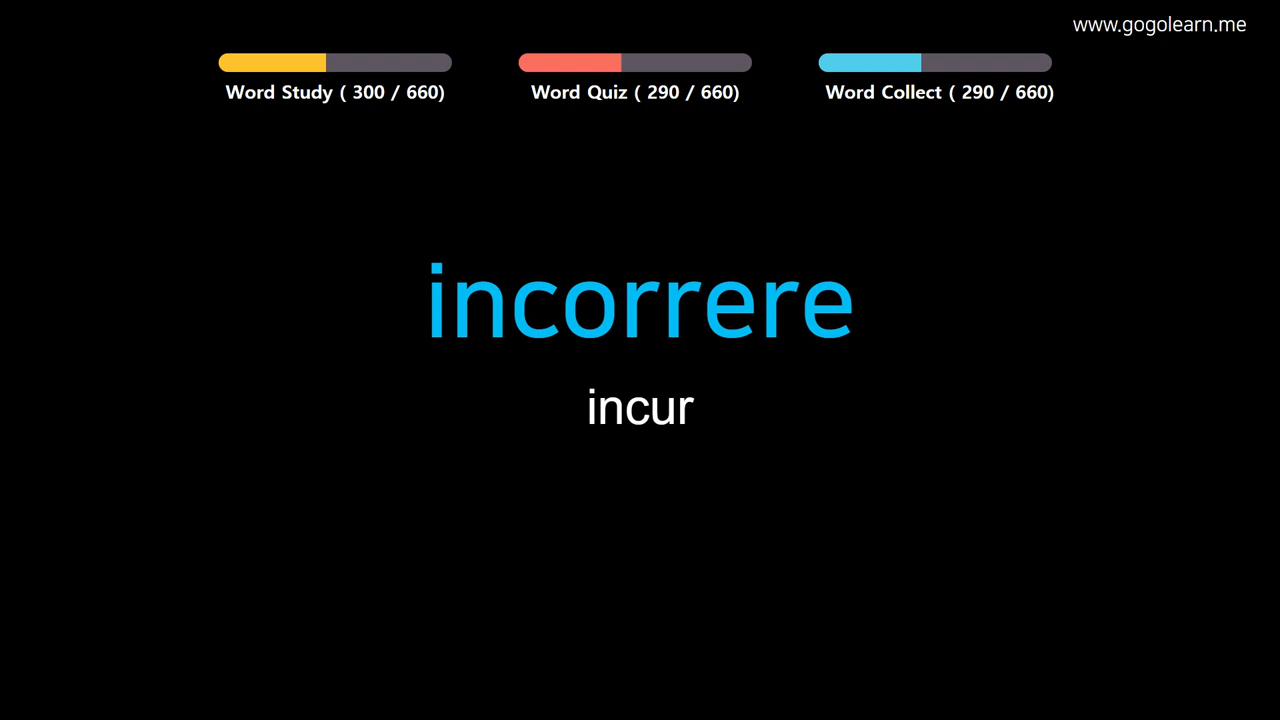 www.gogolearn.me
Word Study ( 300 / 660)
Word Quiz ( 290 / 660)
Word Collect ( 290 / 660)
incorrere
incur